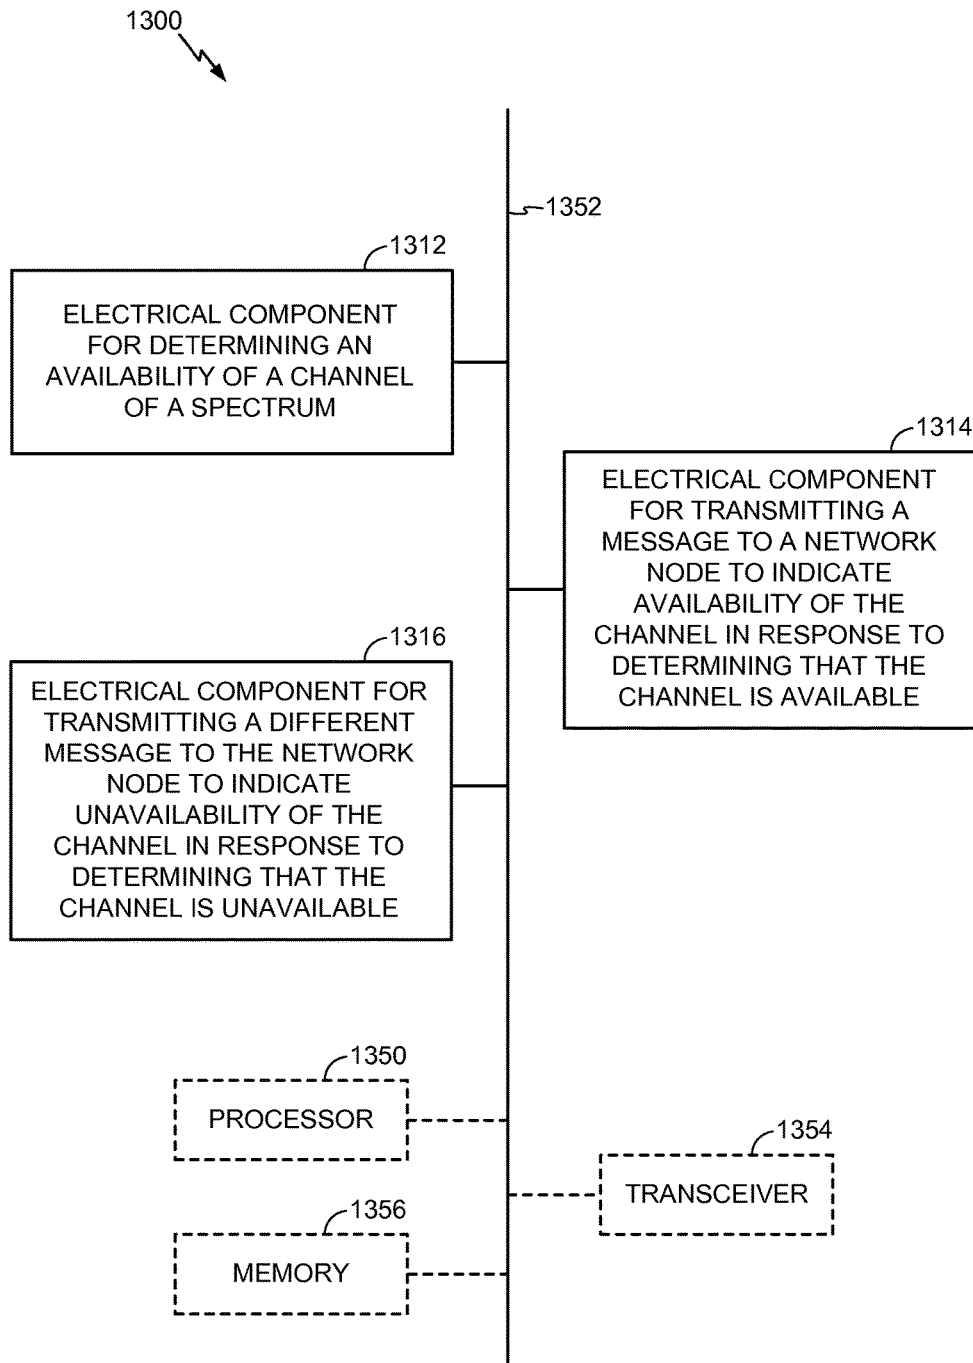 1300
1352
1312
ELECTRICAL COMPONENT
FOR DETERMINING AN
AVAILABILITY OF A CHANNEL
OF A SPECTRUM
1314
ELECTRICAL COMPONENT
FOR TRANSMITTING A
MESSAGE TO A NETWORK
NODE TO INDICATE
AVAILABILITY OF THE
CHANNEL IN RESPONSE TO
DETERMINING THAT THE
CHANNEL IS AVAILABLE
1316
ELECTRICAL COMPONENT FOR
TRANSMITTING A DIFFERENT
MESSAGE TO THE NETWORK
NODE TO INDICATE
UNAVAILABILITY OF THE
CHANNEL IN RESPONSE TO
DETERMINING THAT THE
CHANNEL IS UNAVAILABLE
1350
PROCESSOR
1354
TRANSCEIVER
1356
MEMORY